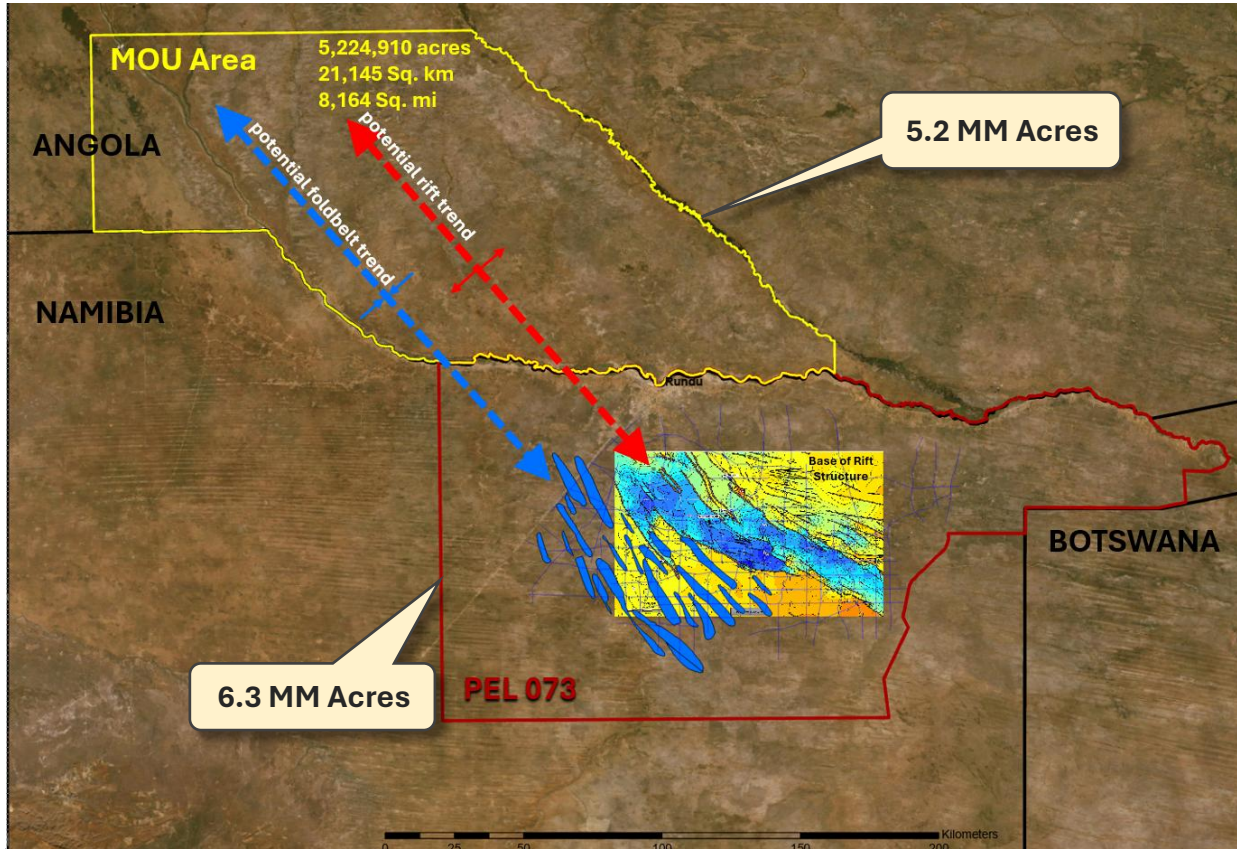 MOU Area
5,224,910 acres
21,145 Sq. km
8,164 Sq. mi
5.2 MM Acres
ANGOLA
potential foldbelt trend
potential rift trend
NAMIBIA
Rundu
Base of Rift
Structure
BOTSWANA
6.3 MM Acres
PEL 073
Kilometers
0 25 50 100 150 200